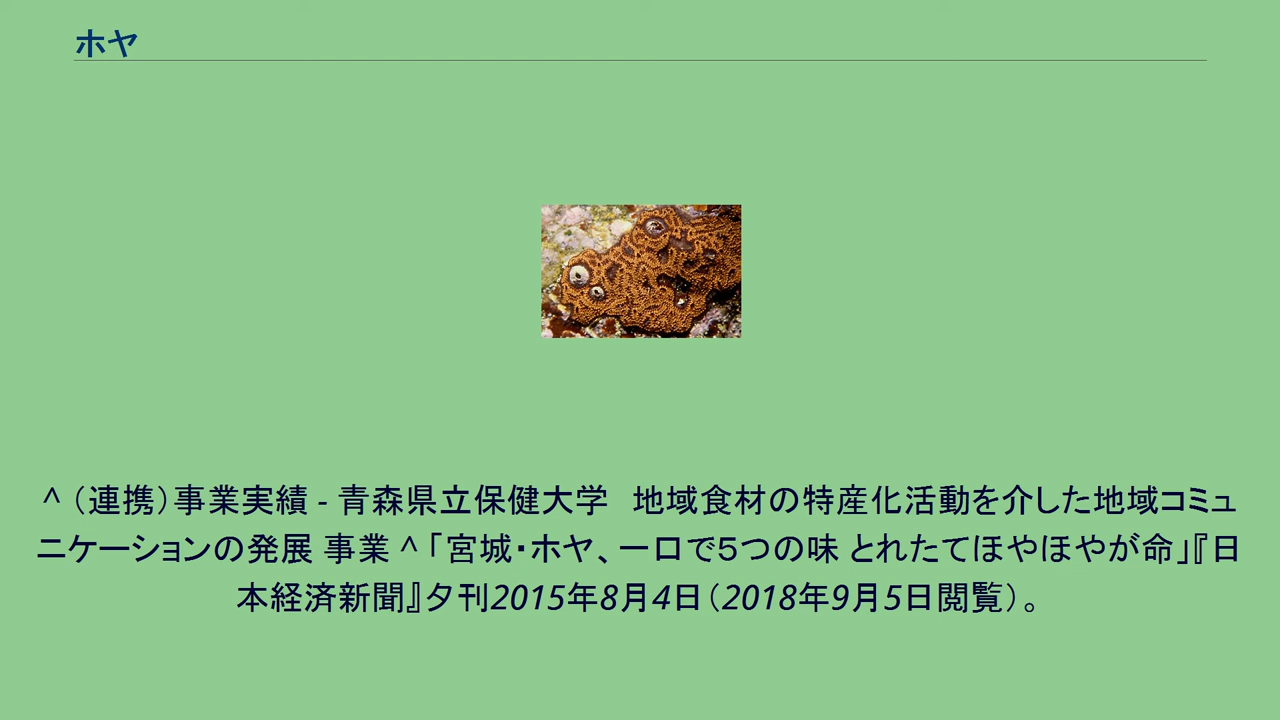 ホヤ
^ （連携）事業実績 - 青森県立保健大学　地域食材の特産化活動を介した地域コミュ
ニケーションの発展 事業 ^ 「宮城・ホヤ、一口で５つの味 とれたてほやほやが命」『日
本経済新聞』夕刊2015年8月4日（2018年9月5日閲覧）。